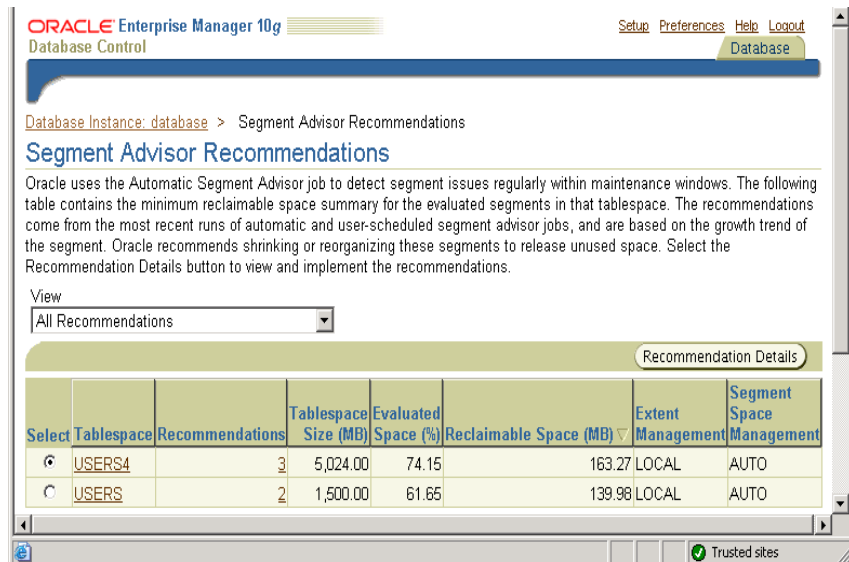 ORACLE Enterprise Manager 10g
Database Control
Setup Preferences Help Logout
Database
Database Instance: database > Segment Advisor Recommendations
Segment Advisor Recommendations
Oracle uses the Automatic Segment Advisor job to detect segment issues regularly within maintenance windows. The following
table contains the minimum reclaimable space summary for the evaluated segments in that tablespace. The recommendations
come from the most recent runs of automatic and user-scheduled segment advisor jobs, and are based on the growth trend of
the segment. Oracle recommends shrinking or reorganizing these segments to release unused space. Select the
Recommendation Details button to view and implement the recommendations.
View
All Recommendations
Recommendation Details
Select Tablespace Recommendations Tablespace Size (MB) Evaluated Space (%) Reclaimable Space (MB) Extent Management Segment Space Management
USERS4 3 5,024.00 74.15 163.27 LOCAL AUTO
USERS 2 1,500.00 61.65 139.98 LOCAL AUTO
Trusted sites